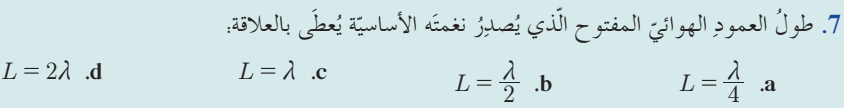 7. طولُ العمودِ الهوائيّ المفتوح الّذي يُصدِرُ نغمتَه الأساسيّة يُعطَى بالعلاقة:
a. L = λ/4 b. L = λ/2 c. L = λ d. L = 2λ